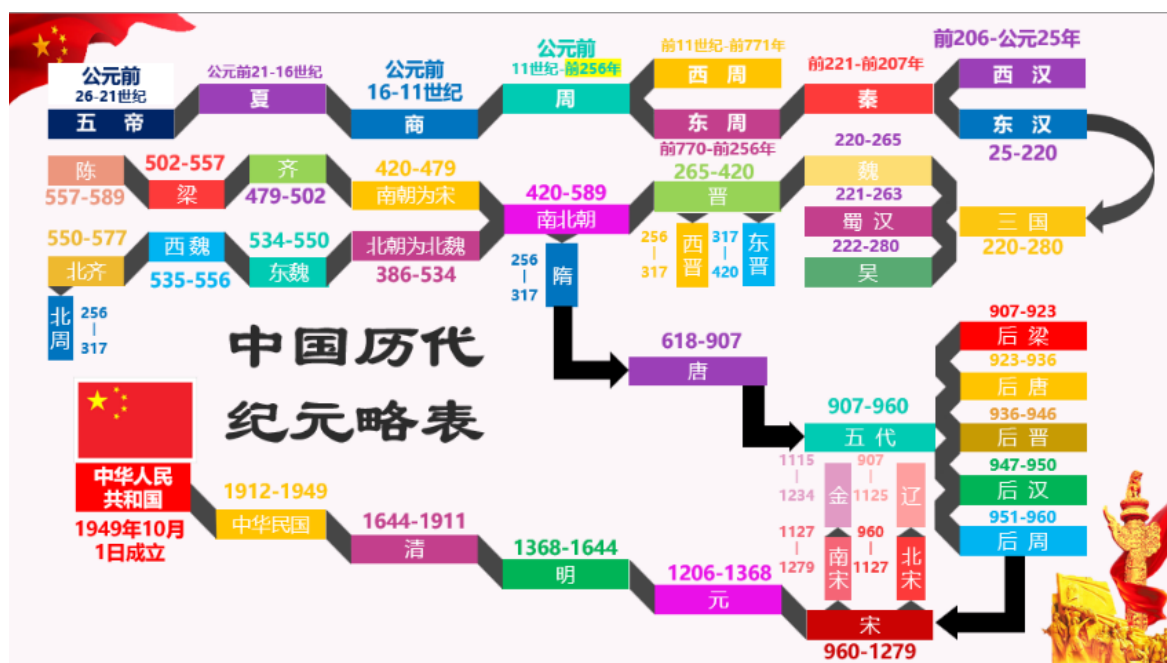 公元前
26-21世纪
五 帝
公元前21-16世纪
夏
公元前
16-11世纪
商
公元前
11世纪-前256年
周
前11世纪-前771年
西 周
东 周
前770-前256年
前221-前207年
秦
前206-公元25年
西 汉
东 汉
25-220
陈
557-589
502-557
梁
齐
479-502
420-479
南朝为宋
420-589
南北朝
265-420
晋
220-265
魏
221-263
蜀 汉
222-280
吴
三 国
220-280
550-577
北齐
西 魏
535-556
534-550
东魏
北朝为北魏
386-534
256
|
317
隋
256
|
317
西晋
317
|
420
东晋
北周
256
|
317
中国历代
纪元略表
618-907
唐
907-960
五 代
907-923
后 梁
923-936
后 唐
936-946
后 晋
947-950
后 汉
951-960
后 周
1115
|
1234
金
907
|
1125
辽
1127
|
1279
南宋
960
|
1127
北宋
宋
960-1279
1206-1368
元
1368-1644
明
1644-1911
清
1912-1949
中华民国
中华人民
共和国
1949年10月
1日成立